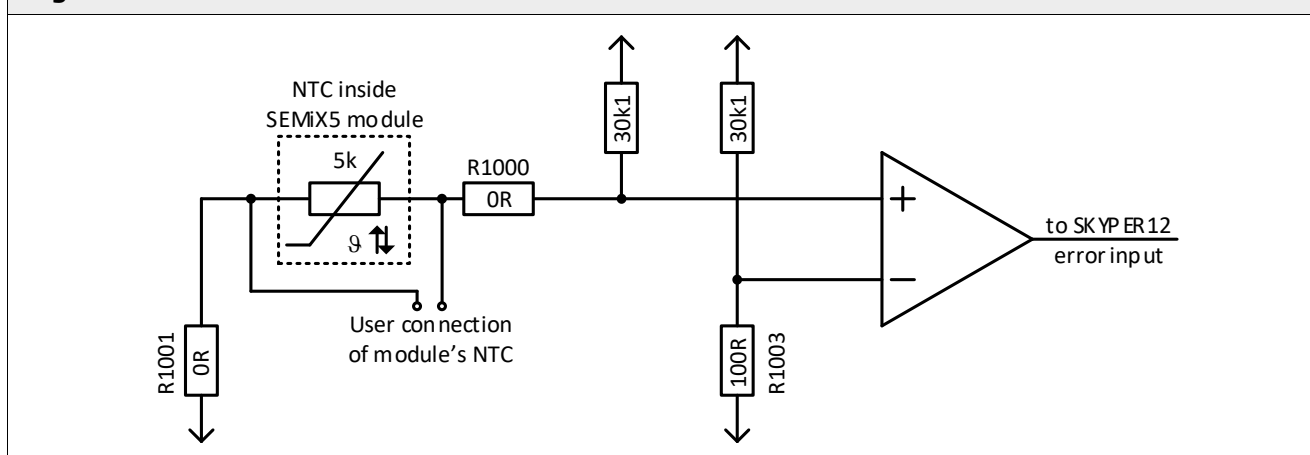 NTC inside
SEMiX5 module
5k
ϑ
R1000
0R
30k1
30k1
+
−
to SKYPER12
error input
User connection
of module's NTC
R1001
0R
100R
R1003